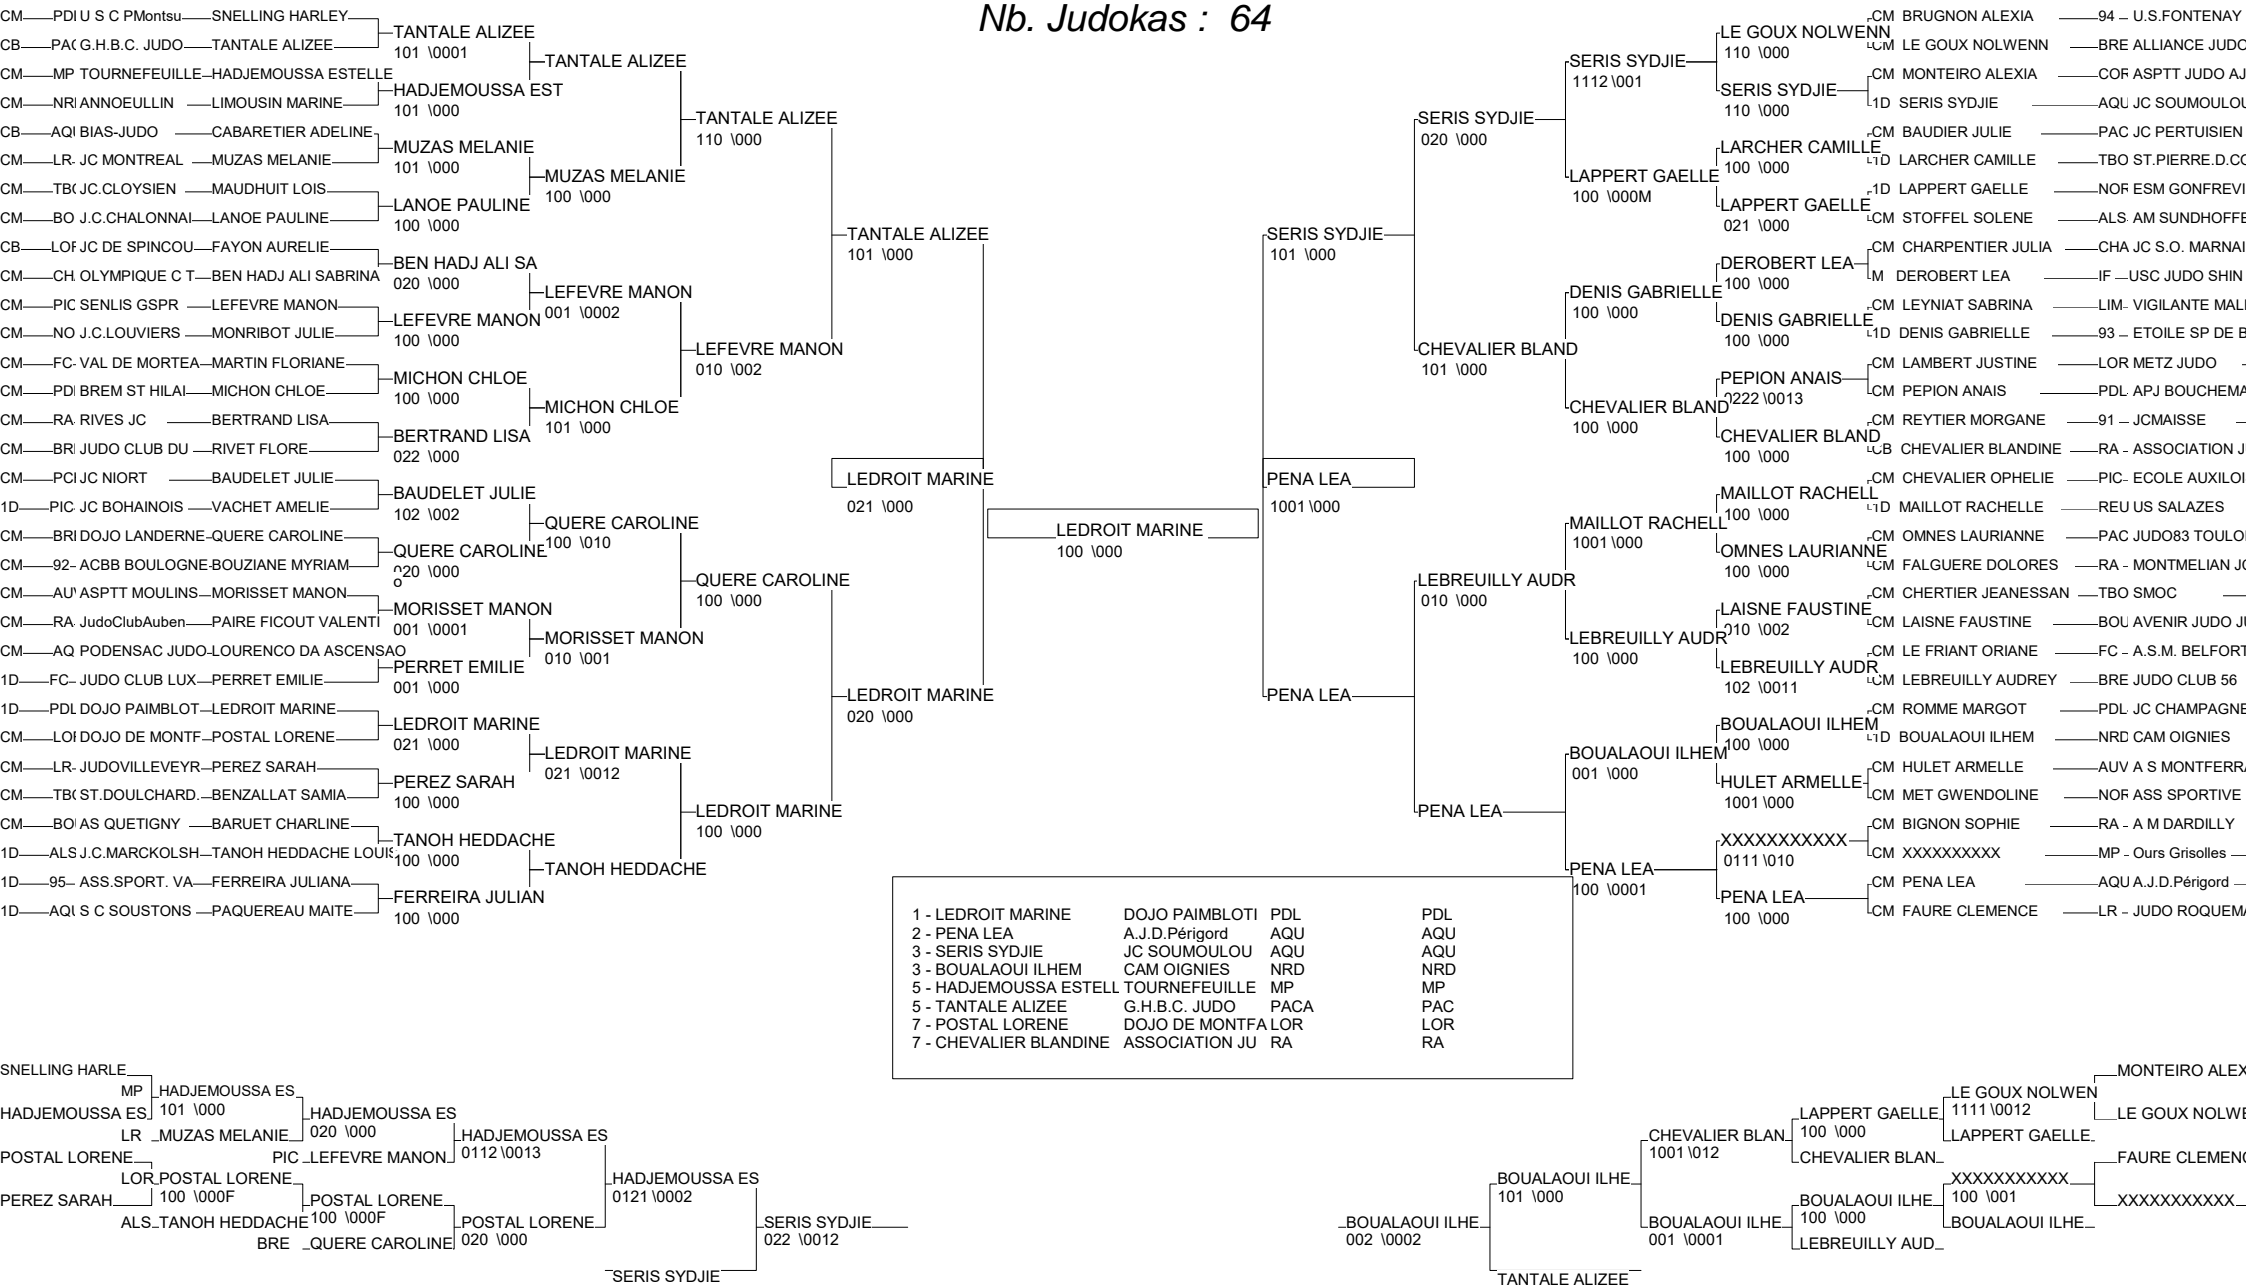 Nb. Judokas : 64
CM PDI U S C PMontsu SNELLING HARLEY
CB PA( G.H.B.C. JUDO TANTALE ALIZEE
CM MP TOURNEFEUILLE HADJEMOUSSA ESTELLE
CM NRI ANNOEULLIN LIMOUSIN MARINE
CB AQI BIAS-JUDO CABARETIER ADELINE
CM LR- JC MONTREAL MUZAS MELANIE
CM TB( JC.CLOYSIEN MAUDHUIT LOIS
CM BO J.C.CHALONNAI LANOE PAULINE
CB LOF JC DE SPINCOU FAYON AURELIE
CM CH. OLYMPIQUE C T BEN HADJ ALI SABRINA
CM PIC SENLIS GSPR LEFEVRE MANON
CM NO J.C.LOUVIERS MONRIBOT JULIE
CM FC- VAL DE MORTEA MARTIN FLORIANE
CM PDI BREM ST HILAI MICHON CHLOE
CM RA- RIVES JC BERTRAND LISA
CM BRI JUDO CLUB DU RIVET FLORE
CM PCI JC NIORT BAUDELET JULIE
1D PIC- JC BOHAINOIS VACHET AMELIE
CM BRI DOJO LANDERNE QUERE CAROLINE
CM 92- ACBB BOULOGNE BOUZIANE MYRIAM
CM AU\ ASPTT MOULINS MORISSET MANON
CM RA- JudoClubAuben PAIRE FICOUT VALENTI
CM AQ PODENSAC JUDO LOURENCO DA ASCENSAO
1D FC- JUDO CLUB LUX PERRET EMILIE
1D PDL DOJO PAIMBLOT LEDROIT MARINE
CM LOI DOJO DE MONTF POSTAL LORENE
CM LR- JUDOVILLEVEYR PEREZ SARAH
CM TB( ST.DOULCHARD. BENZALLAT SAMIA
CM BO AS QUETIGNY BARUET CHARLINE
1D ALS J.C.MARCKOLSH TANOH HEDDACHE LOUIS
1D 95- ASS.SPORT. VA FERREIRA JULIANA
1D AQI S C SOUSTONS PAQUEREAU MAITE
TANTALE ALIZEE
101 \0001
HADJEMOUSSA EST
101 \000
MUZAS MELANIE
101 \000
LANOE PAULINE
100 \000
BEN HADJ ALI SA
020 \000
LEFEVRE MANON
100 \000
MICHON CHLOE
100 \000
BERTRAND LISA
022 \000
BAUDELET JULIE
102 \002
QUERE CAROLINE
020 \000
o
MORISSET MANON
001 \0001
PERRET EMILIE
001 \000
LEDROIT MARINE
021 \000
PEREZ SARAH
100 \000
TANOH HEDDACHE
100 \000
FERREIRA JULIAN
100 \000
TANTALE ALIZEE
MUZAS MELANIE
100 \000
LEFEVRE MANON
001 \0002
MICHON CHLOE
101 \000
QUERE CAROLINE
100 \010
MORISSET MANON
010 \001
LEDROIT MARINE
021 \0012
TANOH HEDDACHE
TANTALE ALIZEE
110 \000
LEFEVRE MANON
010 \002
QUERE CAROLINE
100 \000
LEDROIT MARINE
100 \000
TANTALE ALIZEE
101 \000
LEDROIT MARINE
021 \000
LEDROIT MARINE
020 \000
LEDROIT MARINE
100 \000
SERIS SYDJIE
101 \000
PENA LEA
1001 \000
PENA LEA
SERIS SYDJIE
020 \000
CHEVALIER BLAND
101 \000
LEBREUILLY AUDR
010 \000
PENA LEA
SERIS SYDJIE
1112 \001
LAPPERT GAELLE
100 \000M
DENIS GABRIELLE
100 \000
CHEVALIER BLAND
100 \000
MAILLOT RACHELL
1001 \000
LEBREUILLY AUDR
100 \000
BOUALAOUI ILHEM
001 \000
PENA LEA
100 \0001
LE GOUX NOLWENN
110 \000
SERIS SYDJIE
110 \000
LARCHER CAMILLE
100 \000
LAPPERT GAELLE
021 \000
DEROBERT LEA
100 \000
DENIS GABRIELLE
100 \000
PEPION ANAIS
0222 \0013
CHEVALIER BLAND
100 \000
MAILLOT RACHELL
100 \000
OMNES LAURIANNE
100 \000
LAISNE FAUSTINE
010 \002
LEBREUILLY AUDR
102 \0011
BOUALAOUI ILHEM
100 \000
HULET ARMELLE
1001 \000
XXXXXXXXXXX
0111 \010
PENA LEA
100 \000
CM BRUGNON ALEXIA 94 - U.S.FONTENAY
CM LE GOUX NOLWENN BRE ALLIANCE JUDO
CM MONTEIRO ALEXIA COR ASPTT JUDO AJ
1D SERIS SYDJIE AQU JC SOUMOULOU
CM BAUDIER JULIE PAC JC PERTUISIEN
1D LARCHER CAMILLE TBO ST.PIERRE.D.CO
1D LAPPERT GAELLE NOR ESM GONFREVI
CM STOFFEL SOLENE ALS AM SUNDHOFFE
CM CHARPENTIER JULIA CHA JC S.O. MARNAI
M DEROBERT LEA IF - USC JUDO SHIN
CM LEYNIAT SABRINA LIM- VIGILANTE MALI
1D DENIS GABRIELLE 93 - ETOILE SP DE B
CM LAMBERT JUSTINE LOR METZ JUDO
CM PEPION ANAIS PDL- APJ BOUCHEMA
CM REYTIER MORGANE 91 - JCMAISSE
CB CHEVALIER BLANDINE RA - ASSOCIATION J
CM CHEVALIER OPHELIE PIC- ECOLE AUXILOI
1D MAILLOT RACHELLE REU US SALAZES
CM OMNES LAURIANNE PAC JUDO83 TOULO
CM FALGUERE DOLORES RA - MONTMELIAN J
CM CHERTIER JEANESSAN TBO SMOC
CM LAISNE FAUSTINE BOU AVENIR JUDO J
CM LE FRIANT ORIANE FC - A.S.M. BELFORT
CM LEBREUILLY AUDREY BRE JUDO CLUB 56
CM ROMME MARGOT PDL- JC CHAMPAGNE
1D BOUALAOUI ILHEM NRD CAM OIGNIES
CM HULET ARMELLE AUV A S MONTFERRA
CM MET GWENDOLINE NOR ASS SPORTIVE
CM BIGNON SOPHIE RA - A M DARDILLY
CM XXXXXXXXXX MP - Ours Grisolles
CM PENA LEA AQU A.J.D.Périgord
CM FAURE CLEMENCE LR - JUDO ROQUEMA
1 - LEDROIT MARINE DOJO PAIMBLOTI PDL PDL
2 - PENA LEA A.J.D.Périgord AQU AQU
3 - SERIS SYDJIE JC SOUMOULOU AQU AQU
3 - BOUALAOUI ILHEM CAM OIGNIES NRD NRD
5 - HADJEMOUSSA ESTELL TOURNEFEUILLE MP MP
5 - TANTALE ALIZEE G.H.B.C. JUDO PACA PAC
7 - POSTAL LORENE DOJO DE MONTFA LOR LOR
7 - CHEVALIER BLANDINE ASSOCIATION JU RA RA
SNELLING HARLE
HADJEMOUSSA ES
POSTAL LORENE
PEREZ SARAH
MP HADJEMOUSSA ES
101 \000
LR MUZAS MELANIE
LOR POSTAL LORENE
100 \000F
ALS TANOH HEDDACHE
HADJEMOUSSA ES
020 \000
PIC LEFEVRE MANON
POSTAL LORENE
100 \000F
BRE QUERE CAROLINE
HADJEMOUSSA ES
0112 \0013
POSTAL LORENE
020 \000
HADJEMOUSSA ES
0121 \0002
SERIS SYDJIE
SERIS SYDJIE
022 \0012
BOUALAOUI ILHE
002 \0002
BOUALAOUI ILHE
101 \000
TANTALE ALIZEE
CHEVALIER BLAN
1001 \012
BOUALAOUI ILHE
001 \0001
LAPPERT GAELLE
100 \000
CHEVALIER BLAN
BOUALAOUI ILHE
100 \000
LEBREUILLY AUD
LE GOUX NOLWEN
1111 \0012
LAPPERT GAELLE
XXXXXXXXXXX
100 \001
BOUALAOUI ILHE
MONTEIRO ALEX
LE GOUX NOLWE
FAURE CLEMENC
XXXXXXXXXXX